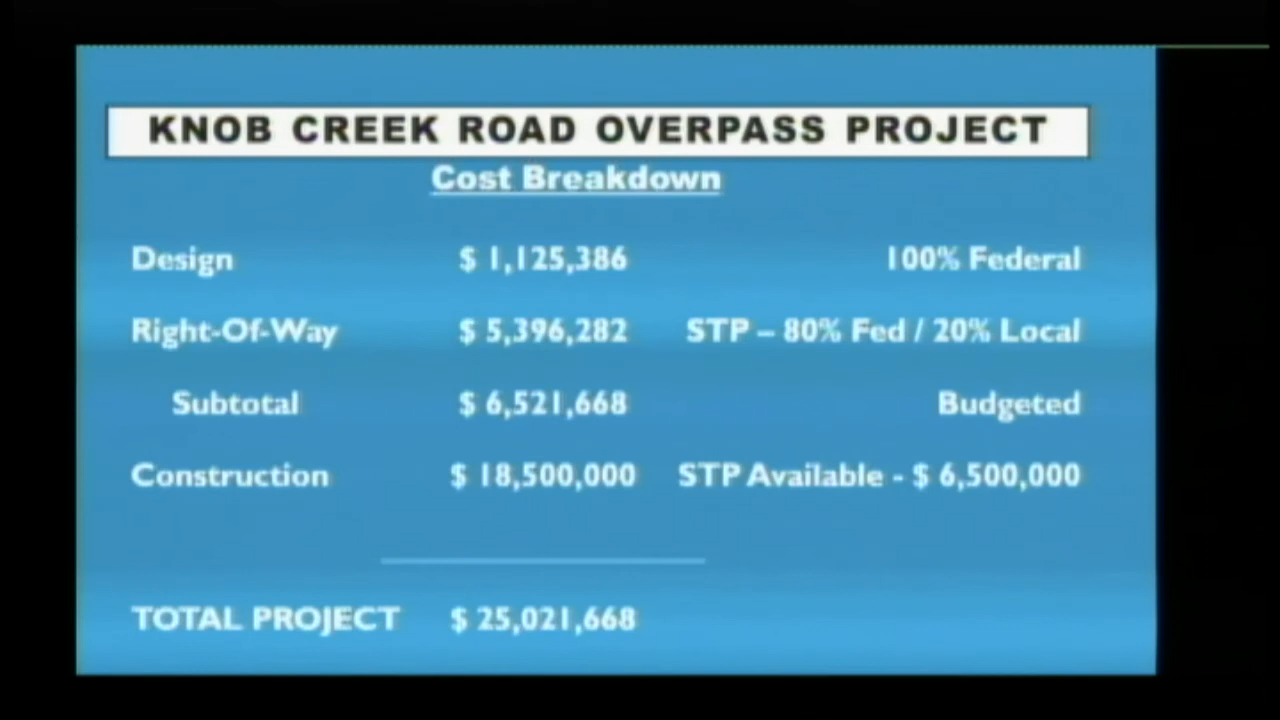 KNOB CREEK ROAD OVERPASS PROJECT
Cost Breakdown
Design $ 1,125,386 100% Federal
Right-Of-Way $ 5,396,282 STP – 80% Fed / 20% Local
Subtotal $ 6,521,668 Budgeted
Construction $ 18,500,000 STP Available - $ 6,500,000
TOTAL PROJECT $ 25,021,668